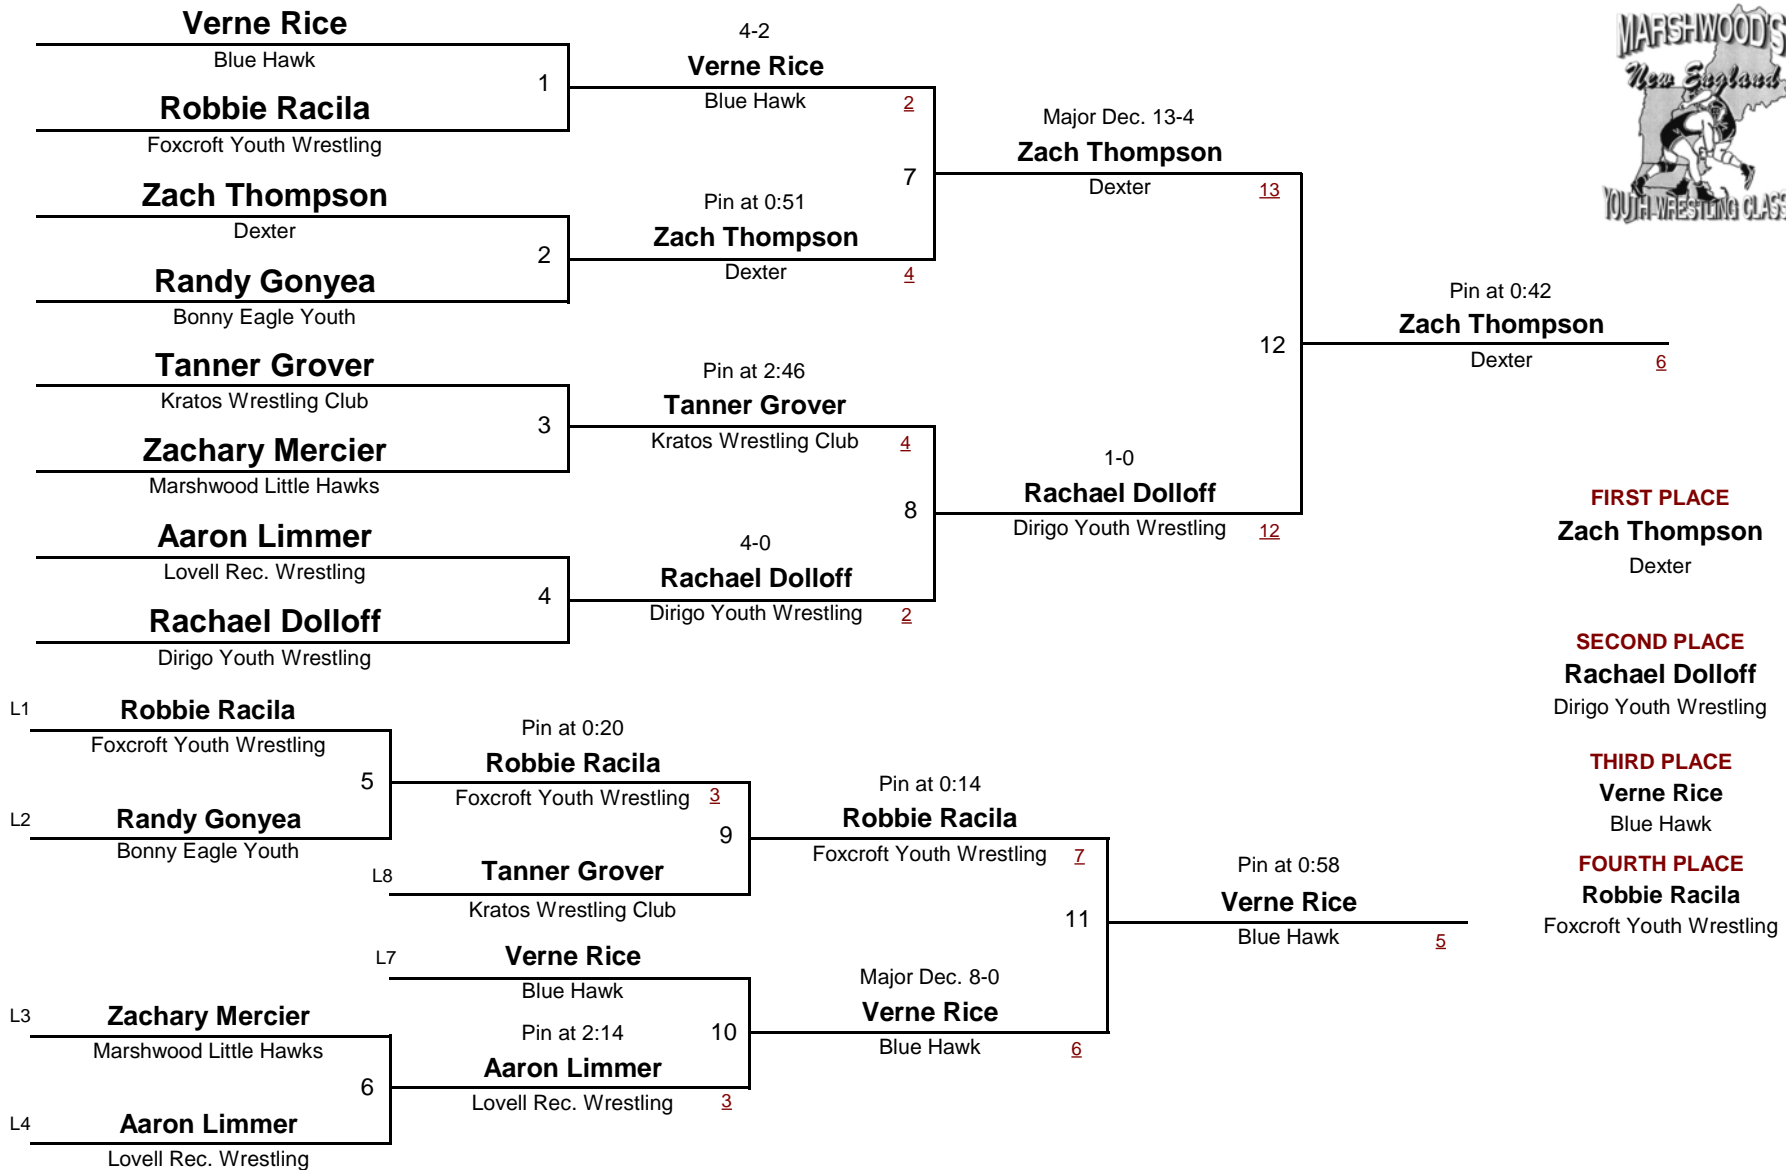 Verne Rice
Blue Hawk
1
Robbie Racila
Foxcroft Youth Wrestling
Zach Thompson
Dexter
2
Randy Gonyea
Bonny Eagle Youth
Tanner Grover
Kratos Wrestling Club
3
Zachary Mercier
Marshwood Little Hawks
Aaron Limmer
Lovell Rec. Wrestling
4
Rachael Dolloff
Dirigo Youth Wrestling
4-2
Verne Rice
Blue Hawk
2
7
Pin at 0:51
Zach Thompson
Dexter
4
Pin at 2:46
Tanner Grover
Kratos Wrestling Club
4
8
4-0
Rachael Dolloff
Dirigo Youth Wrestling
2
Major Dec. 13-4
Zach Thompson
Dexter
13
12
1-0
Rachael Dolloff
Dirigo Youth Wrestling
12
Pin at 0:42
Zach Thompson
Dexter
6
MARSHWOOD'S
New England
YOUTH WRESTLING CLASS
FIRST PLACE
Zach Thompson
Dexter
SECOND PLACE
Rachael Dolloff
Dirigo Youth Wrestling
THIRD PLACE
Verne Rice
Blue Hawk
FOURTH PLACE
Robbie Racila
Foxcroft Youth Wrestling
L1
Robbie Racila
Foxcroft Youth Wrestling
5
L2
Randy Gonyea
Bonny Eagle Youth
L3
Zachary Mercier
Marshwood Little Hawks
6
L4
Aaron Limmer
Lovell Rec. Wrestling
Pin at 0:20
Robbie Racila
Foxcroft Youth Wrestling
3
9
L8
Tanner Grover
Kratos Wrestling Club
L7
Verne Rice
Blue Hawk
10
Pin at 2:14
Aaron Limmer
Lovell Rec. Wrestling
3
Pin at 0:14
Robbie Racila
Foxcroft Youth Wrestling
7
11
Major Dec. 8-0
Verne Rice
Blue Hawk
6
Pin at 0:58
Verne Rice
Blue Hawk
5